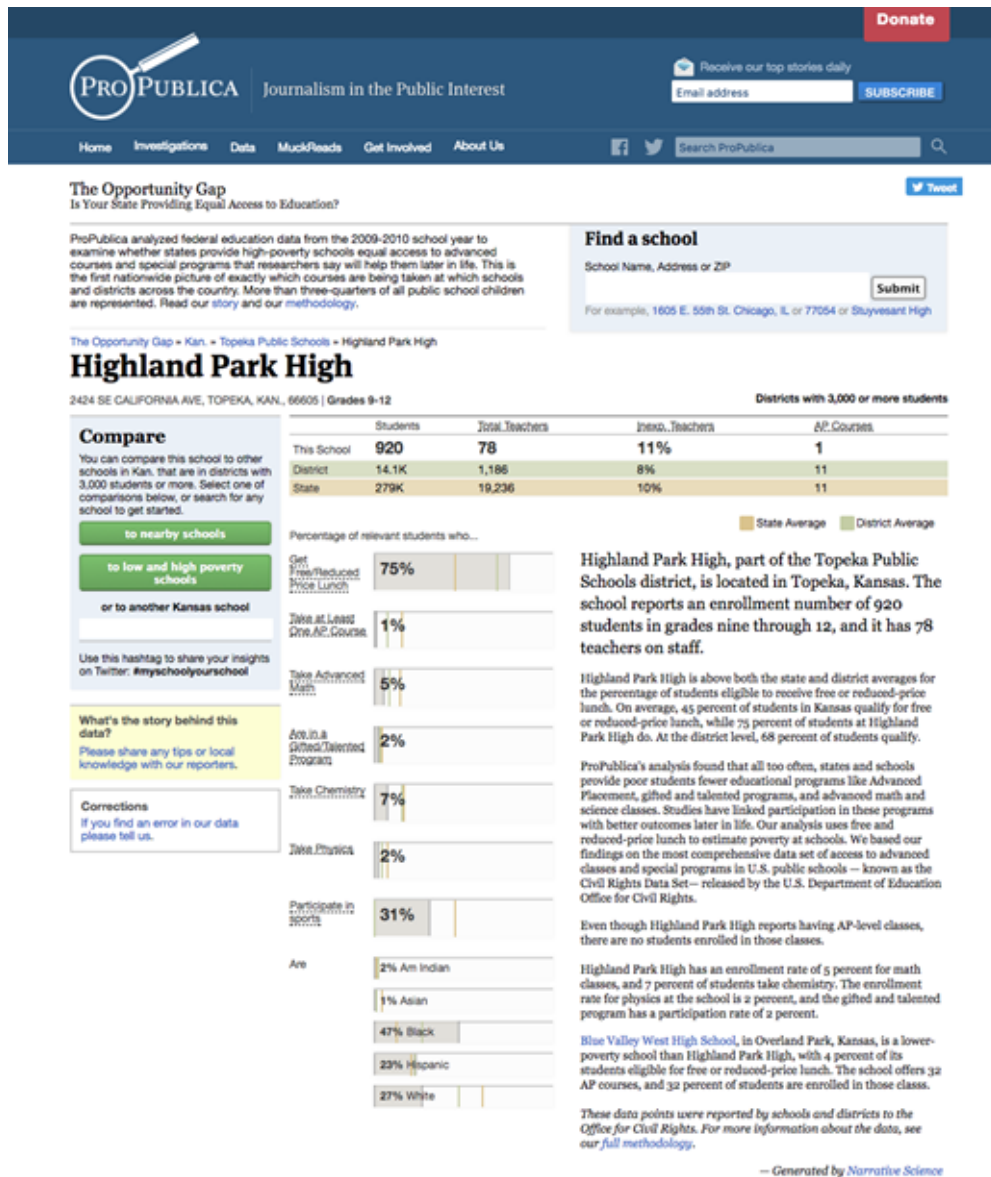 Donate
PROPUBLICA
Journalism in the Public Interest
Receive our top stories daily
Email address
SUBSCRIBE
Home Investigations Data MuckReads Get Involved About Us
Search ProPublica
The Opportunity Gap
Is Your State Providing Equal Access to Education?
Tweet
ProPublica analyzed federal education data from the 2009-2010 school year to
examine whether states provide high-poverty schools equal access to advanced
courses and special programs that researchers say will help them later in life. This is
the first nationwide picture of exactly which courses are being taken at which schools
and districts across the country. More than three-quarters of all public school children
are represented. Read our story and our methodology.
Find a school
School Name, Address or ZIP
Submit
For example, 1605 E. 55th St. Chicago, IL or 77054 or Stuyvesant High
The Opportunity Gap » Kan. » Topeka Public Schools » Highland Park High
Highland Park High
2424 SE CALIFORNIA AVE, TOPEKA, KAN., 66605 | Grades 9-12
Districts with 3,000 or more students
Compare
You can compare this school to other
schools in Kan. that are in districts with
3,000 students or more. Select one of
comparisons below, or search for any
school to get started.
to nearby schools
to low and high poverty
schools
or to another Kansas school
Use this hashtag to share your insights
on Twitter: #myschoolyourschool
What's the story behind this
data?
Please share any tips or local
knowledge with our reporters.
Corrections
If you find an error in our data
please tell us.
Students Total Teachers Inexp. Teachers AP Courses
This School 920 78 11% 1
District 14.1K 1,186 8% 11
State 279K 19,236 10% 11
State Average District Average
Percentage of relevant students who...
Get
Free/Reduced
Price Lunch
75%
Take at Least
One AP Course
1%
Take Advanced
Math
5%
Are in a
Gifted/Talented
Program
2%
Take Chemistry
7%
Take Physics
2%
Participate in
sports
31%
Are
2% Am Indian
1% Asian
47% Black
23% Hispanic
27% White
Highland Park High, part of the Topeka Public
Schools district, is located in Topeka, Kansas. The
school reports an enrollment number of 920
students in grades nine through 12, and it has 78
teachers on staff.
Highland Park High is above both the state and district averages for
the percentage of students eligible to receive free or reduced-price
lunch. On average, 45 percent of students in Kansas qualify for free
or reduced-price lunch, while 75 percent of students at Highland
Park High do. At the district level, 68 percent of students qualify.
ProPublica's analysis found that all too often, states and schools
provide poor students fewer educational programs like Advanced
Placement, gifted and talented programs, and advanced math and
science classes. Studies have linked participation in these programs
with better outcomes later in life. Our analysis uses free and
reduced-price lunch to estimate poverty at schools. We based our
findings on the most comprehensive data set of access to advanced
classes and special programs in U.S. public schools — known as the
Civil Rights Data Set— released by the U.S. Department of Education
Office for Civil Rights.
Even though Highland Park High reports having AP-level classes,
there are no students enrolled in those classes.
Highland Park High has an enrollment rate of 5 percent for math
classes, and 7 percent of students take chemistry. The enrollment
rate for physics at the school is 2 percent, and the gifted and talented
program has a participation rate of 2 percent.
Blue Valley West High School, in Overland Park, Kansas, is a lower-
poverty school than Highland Park High, with 4 percent of its
students eligible for free or reduced-price lunch. The school offers 32
AP courses, and 32 percent of students are enrolled in those classs.
These data points were reported by schools and districts to the
Office for Civil Rights. For more information about the data, see
our full methodology.
— Generated by Narrative Science